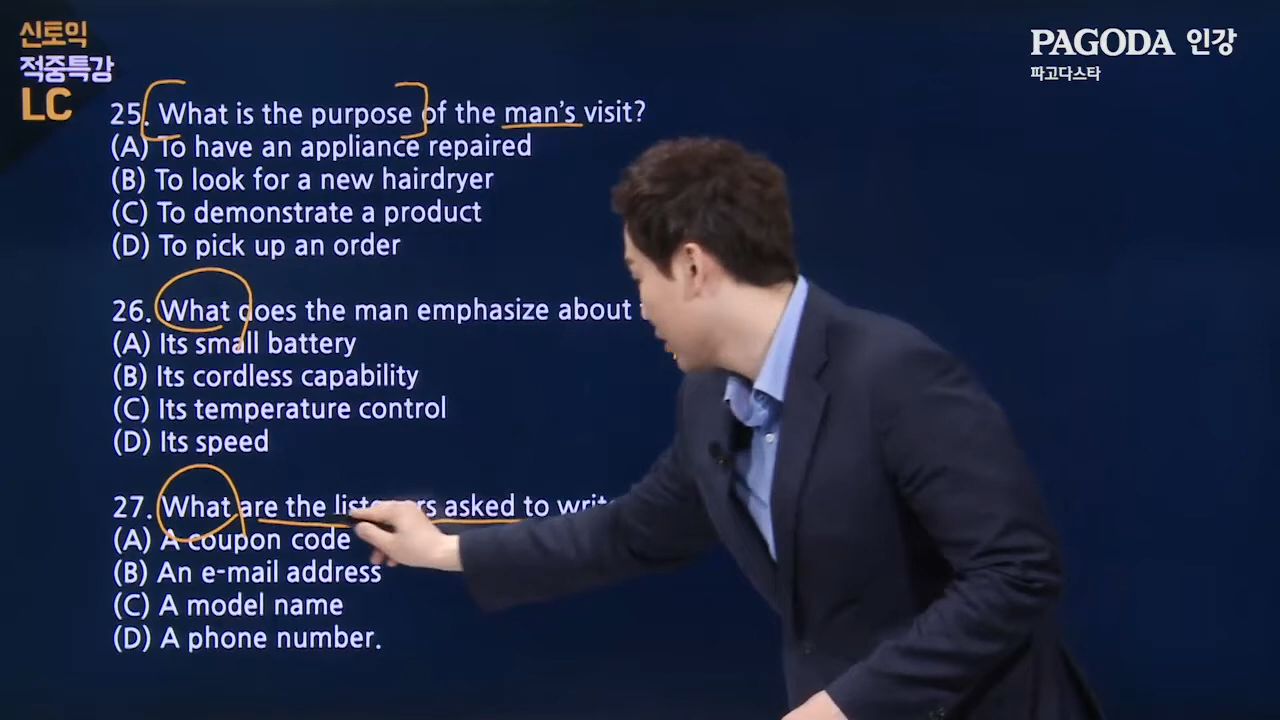 신토익
적중특강
LC
PAGODA 인강
파고다스타
25. What is the purpose of the man's visit?
(A) To have an appliance repaired
(B) To look for a new hairdryer
(C) To demonstrate a product
(D) To pick up an order
26. What does the man emphasize about
(A) Its small battery
(B) Its cordless capability
(C) Its temperature control
(D) Its speed
27. What are the asked to
(A) A coupon code
(B) An e-mail address
(C) A model name
(D) A phone number.